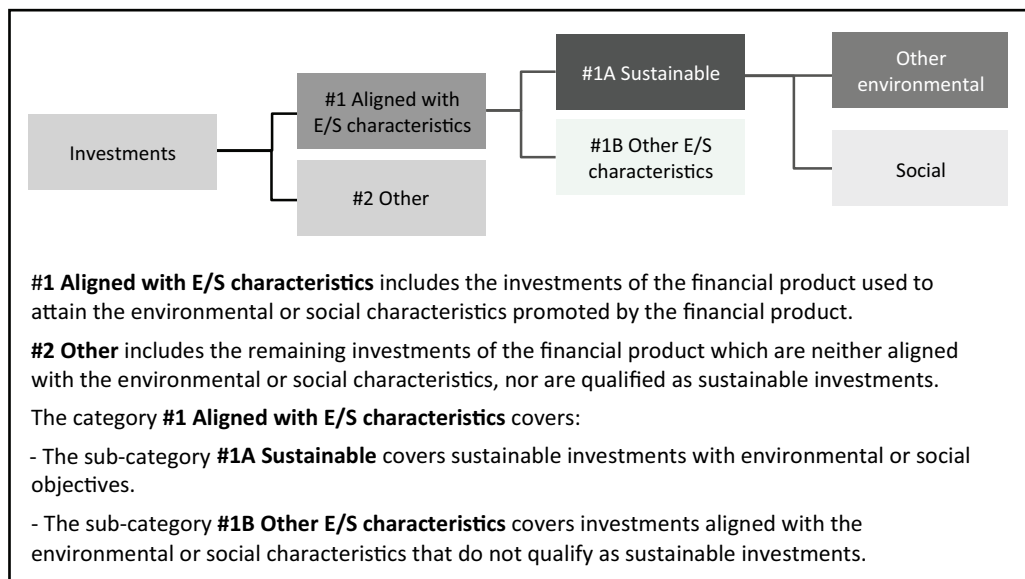 #1A Sustainable
Other
environmental
#1 Aligned with
E/S characteristics
Investments
#1B Other E/S
characteristics
Social
#2 Other
#1 Aligned with E/S characteristics includes the investments of the financial product used to
attain the environmental or social characteristics promoted by the financial product.
#2 Other includes the remaining investments of the financial product which are neither aligned
with the environmental or social characteristics, nor are qualified as sustainable investments.
The category #1 Aligned with E/S characteristics covers:
- The sub-category #1A Sustainable covers sustainable investments with environmental or social
objectives.
- The sub-category #1B Other E/S characteristics covers investments aligned with the
environmental or social characteristics that do not qualify as sustainable investments.